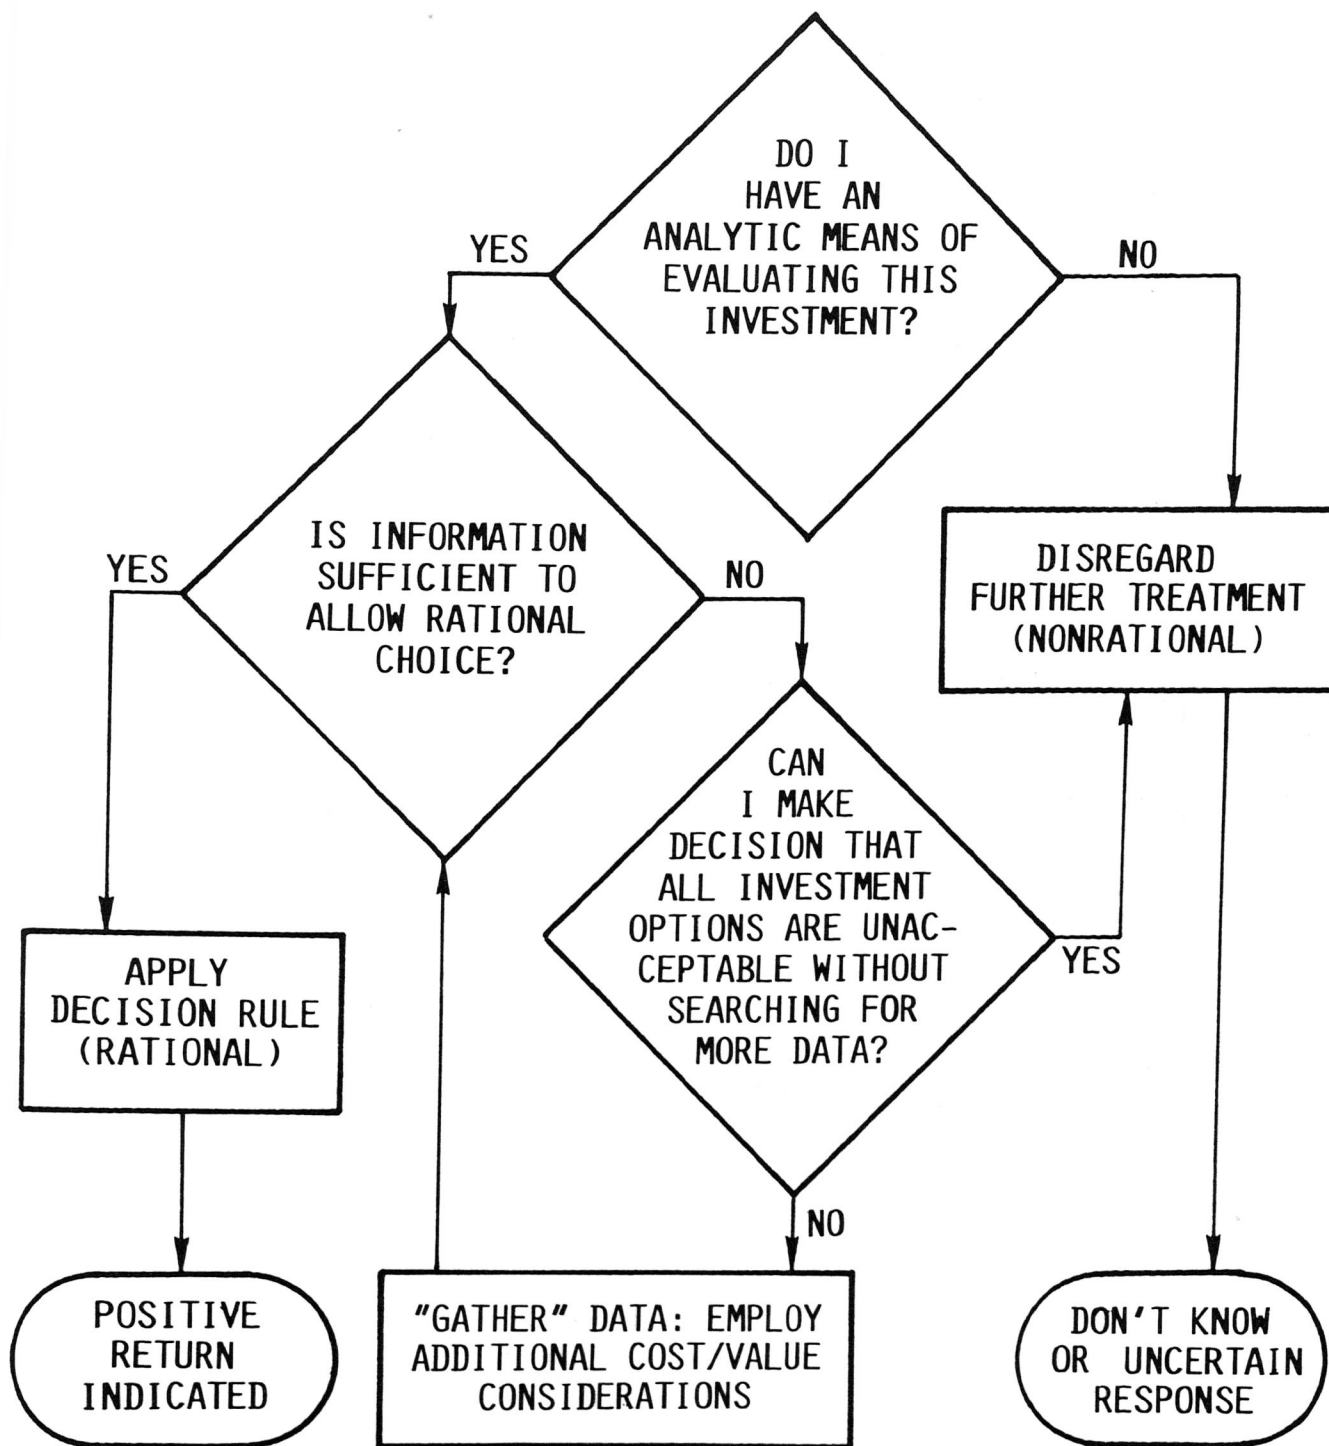 DO I
HAVE AN
ANALYTIC MEANS OF
EVALUATING THIS
INVESTMENT?
YES
NO
IS INFORMATION
SUFFICIENT TO
ALLOW RATIONAL
CHOICE?
YES
NO
DISREGARD
FURTHER TREATMENT
(NONRATIONAL)
CAN
I MAKE
DECISION THAT
ALL INVESTMENT
OPTIONS ARE UNAC-
CEPTABLE WITHOUT
SEARCHING FOR
MORE DATA?
YES
NO
APPLY
DECISION RULE
(RATIONAL)
POSITIVE
RETURN
INDICATED
"GATHER" DATA: EMPLOY
ADDITIONAL COST/VALUE
CONSIDERATIONS
DON'T KNOW
OR UNCERTAIN
RESPONSE